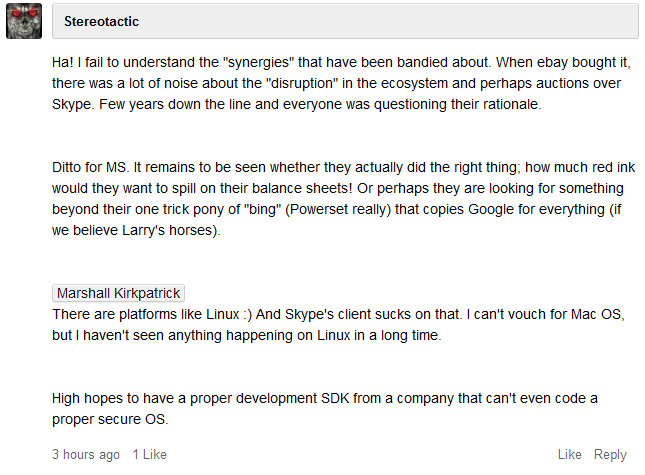 Stereotactic
Ha! I fail to understand the "synergies" that have been bandied about. When ebay bought it,
there was a lot of noise about the "disruption" in the ecosystem and perhaps auctions over
Skype. Few years down the line and everyone was questioning their rationale.
Ditto for MS. It remains to be seen whether they actually did the right thing; how much red ink
would they want to spill on their balance sheets! Or perhaps they are looking for something
beyond their one trick pony of "bing" (Powerset really) that copies Google for everything (if
we believe Larry's horses).
Marshall Kirkpatrick
There are platforms like Linux :) And Skype's client sucks on that. I can't vouch for Mac OS,
but I haven't seen anything happening on Linux in a long time.
High hopes to have a proper development SDK from a company that can't even code a
proper secure OS.
3 hours ago 1 Like Like Reply